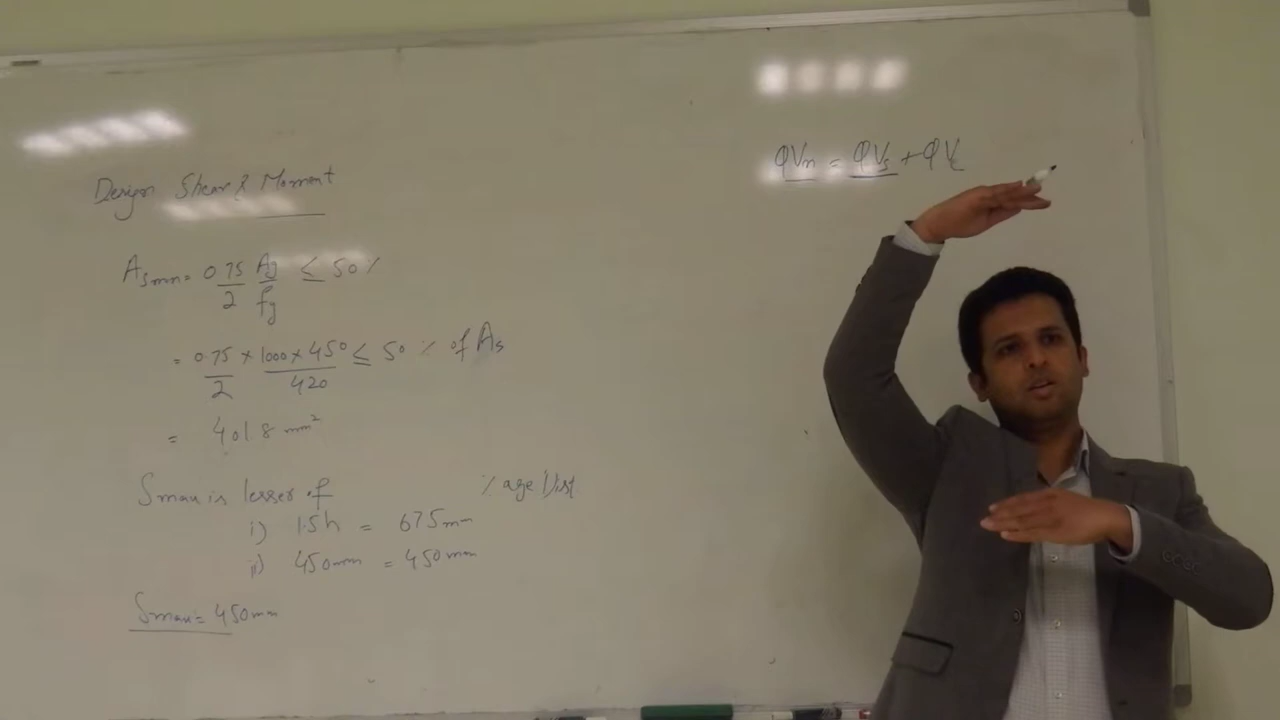 Design Shear & Moment
Asmin = 0.75/2 Ag/fy ≤ 50 %
= 0.75/2 × 1000 × 450/420 ≤ 50 % of As
= 401.8 mm²
Smax is lesser of
i) 1.5h = 675mm
ii) 450mm = 450mm
Smax = 450mm
% age Dist
φVn = φVs + φVc